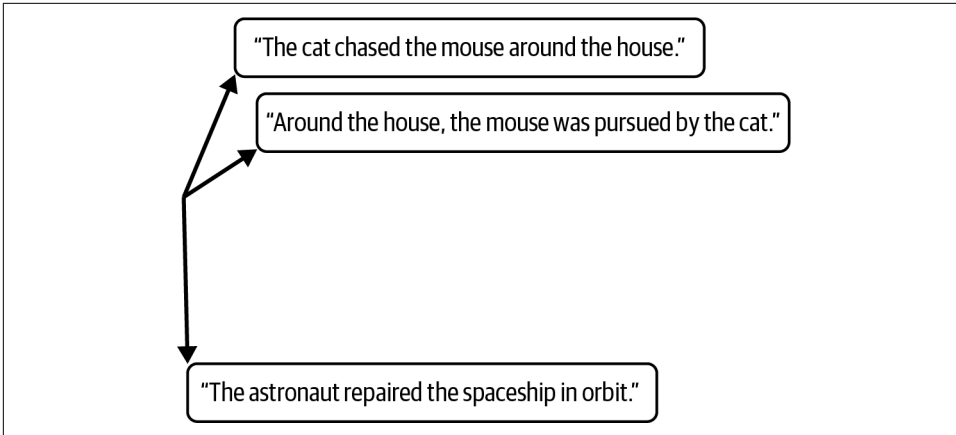 “The cat chased the mouse around the house.”
“Around the house, the mouse was pursued by the cat.”
“The astronaut repaired the spaceship in orbit.”